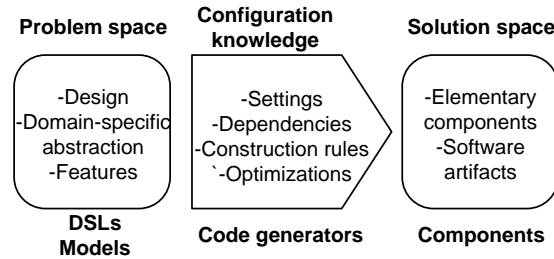 Problem space
-Design
-Domain-specific
abstraction
-Features
DSLs
Models
Configuration
knowledge
-Settings
-Dependencies
-Construction rules
`-Optimizations
Code generators
Solution space
-Elementary
components
-Software
artifacts
Components